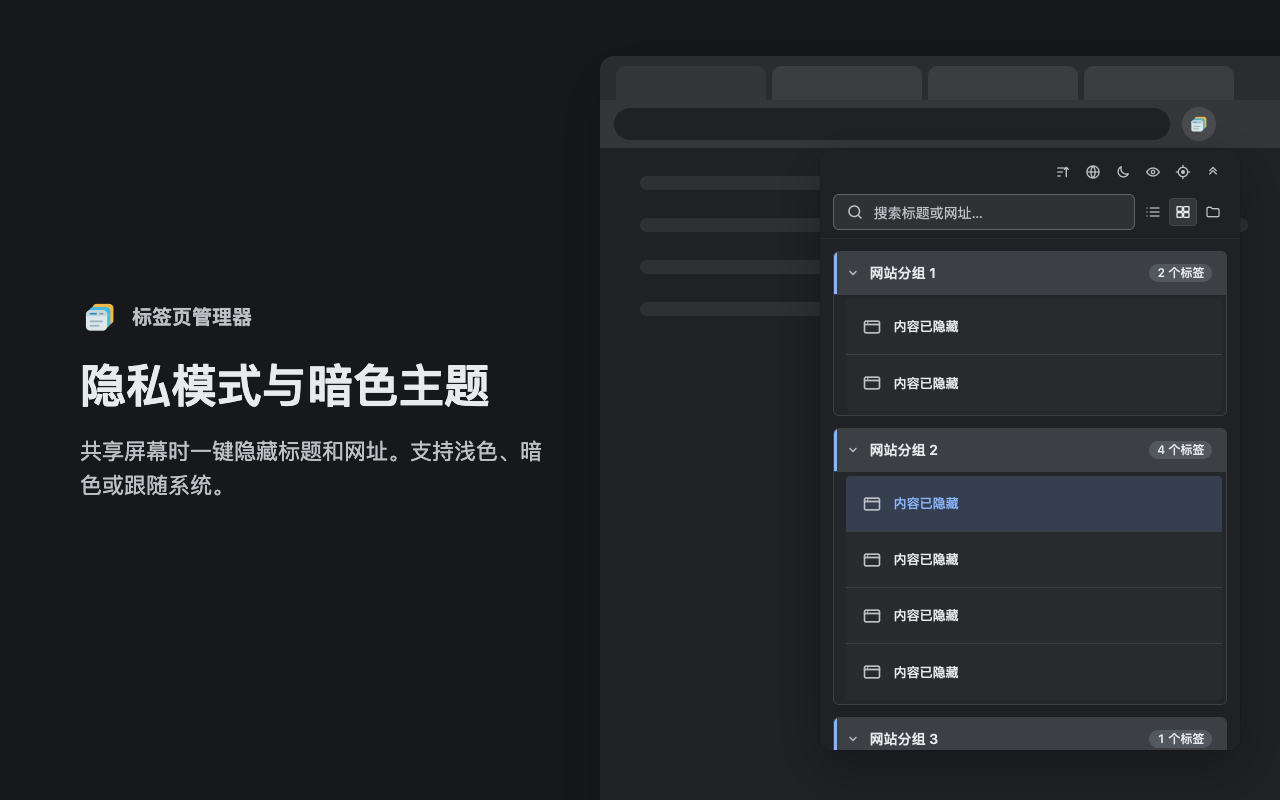 标签页管理器
隐私模式与暗色主题
共享屏幕时一键隐藏标题和网址。支持浅色、暗
色或跟随系统。
搜索标题或网址...
网站分组 1
2 个标签
内容已隐藏
内容已隐藏
网站分组 2
4 个标签
内容已隐藏
内容已隐藏
内容已隐藏
内容已隐藏
网站分组 3
1 个标签